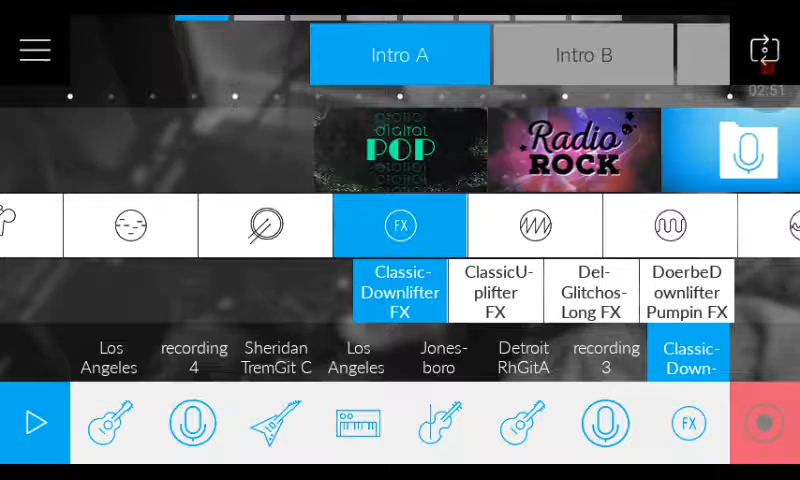 Intro A
Intro B
02:51
digital
POP
Radio
ROCK
FX
Classic-
Downlifter
FX
ClassicU-
plifter
FX
Del-
Glitchos-
Long FX
DoerbeD
ownlifter
Pumpin FX
Los
Angeles
recording
4
Sheridan
TremGit C
Los
Angeles
Jones-
boro
Detroit
RhGitA
recording
3
Classic-
Down-
FX